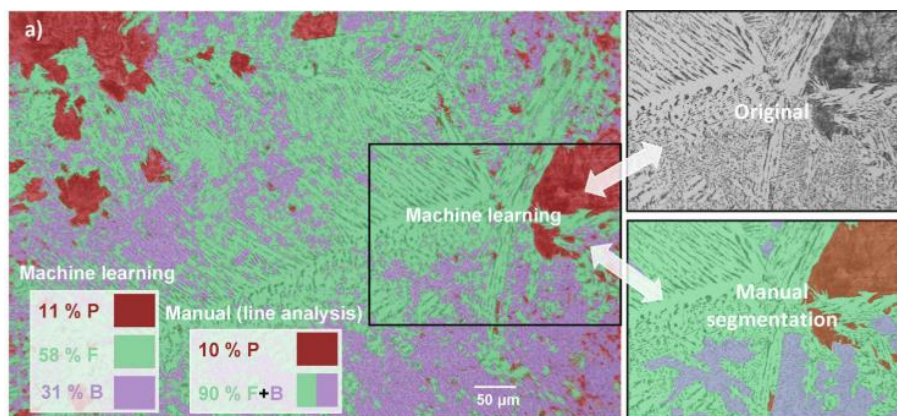 a)
Original
Machine learning
Manual
segmentation
Machine learning
11 % P
58 % F
31 % B
Manual (line analysis)
10 % P
90 % F+B
50 µm